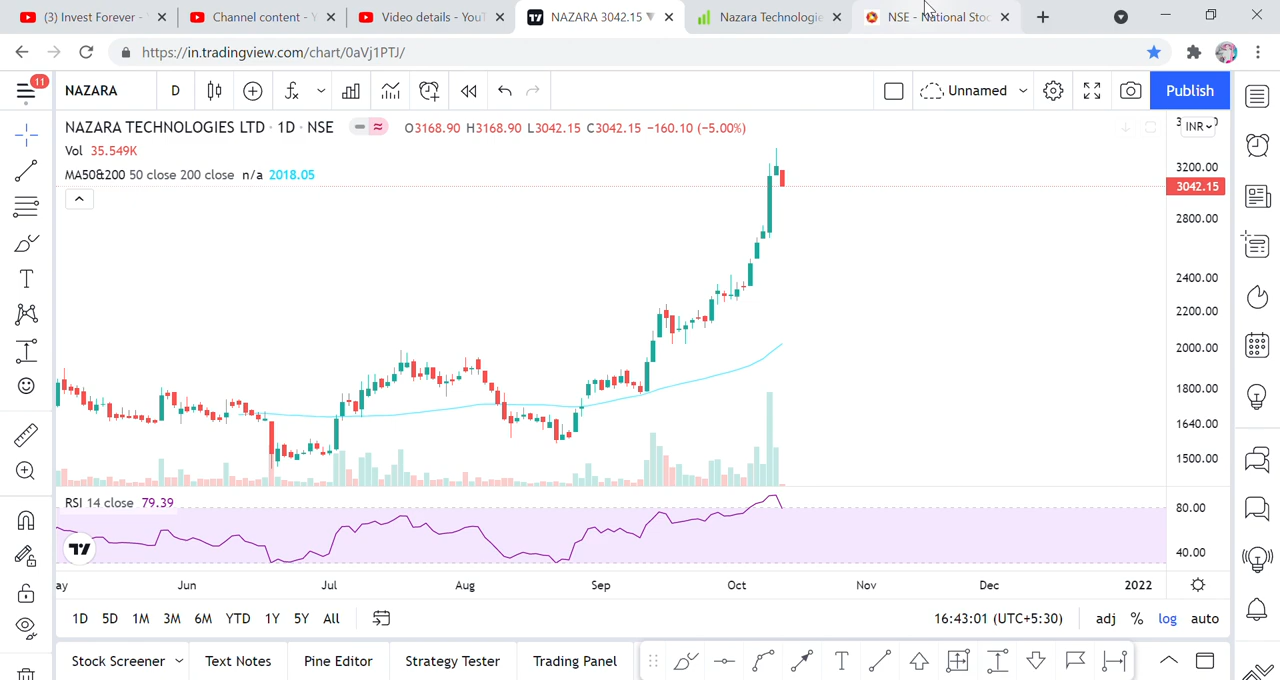 (3) Invest Forever -
Channel content - Y
Video details - YouT
NAZARA 3042.15 ▼
Nazara Technologie
NSE - National Stoc
https://in.tradingview.com/chart/0aVj1PTJ/
11
NAZARA
D
Unnamed
Publish
NAZARA TECHNOLOGIES LTD · 1D · NSE
O3168.90 H3168.90 L3042.15 C3042.15 −160.10 (−5.00%)
INR
Vol 35.549K
MA50&200 50 close 200 close n/a 2018.05
3200.00
3042.15
2800.00
2400.00
2200.00
2000.00
1800.00
1640.00
1500.00
RSI 14 close 79.39
80.00
40.00
ay Jun Jul Aug Sep Oct Nov Dec 2022
1D 5D 1M 3M 6M YTD 1Y 5Y All
16:43:01 (UTC+5:30)
adj % log auto
Stock Screener
Text Notes
Pine Editor
Strategy Tester
Trading Panel